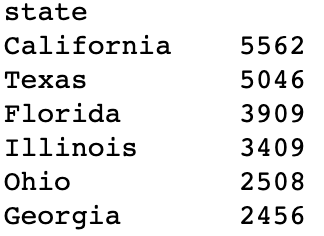 state
California    5562
Texas         5046
Florida       3909
Illinois      3409
Ohio          2508
Georgia       2456